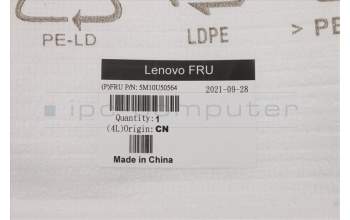 PE-LD
LDPE
> PE
Lenovo FRU
(P)FRU P/N: 5M10U50564
2021-09-28
ipc-computer
Quantity: 1
(4L)Origin: CN
Made in China